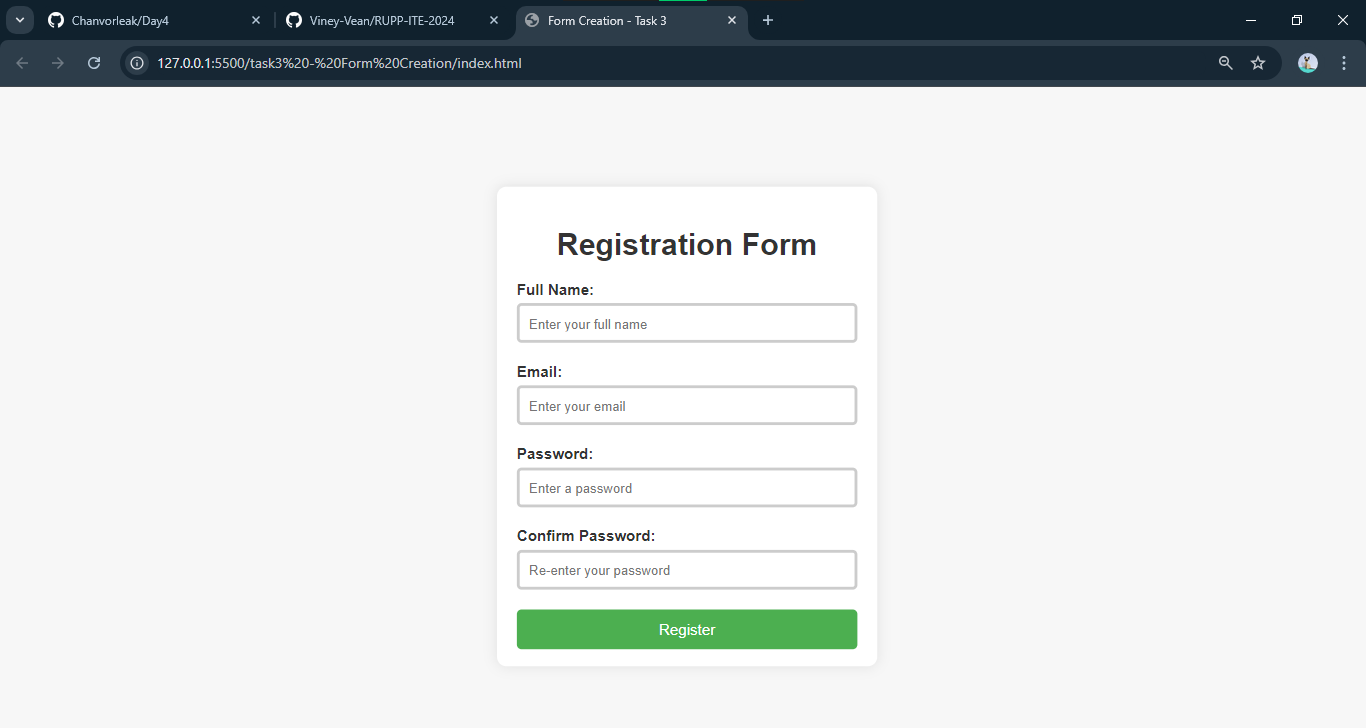 Chanvorleak/Day4
Viney-Vean/RUPP-ITE-2024
Form Creation - Task 3
127.0.0.1:5500/task3%20-%20Form%20Creation/index.html
Registration Form
Full Name:
Enter your full name
Email:
Enter your email
Password:
Enter a password
Confirm Password:
Re-enter your password
Register